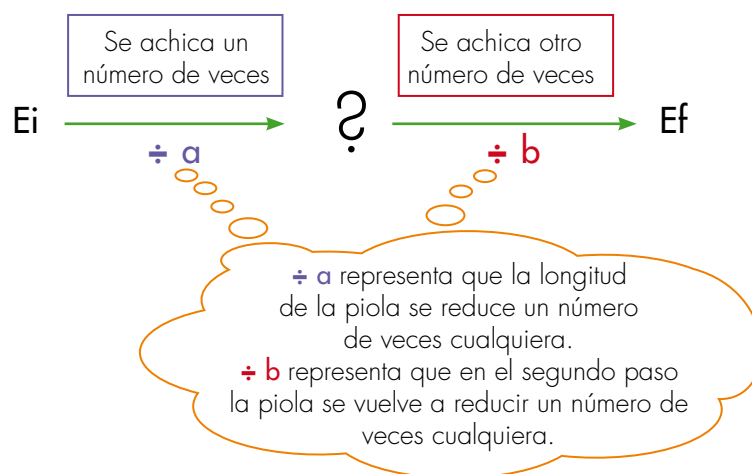 Se achica un
número de veces
Se achica otro
número de veces
Ei
?
Ef
÷ a
÷ b
÷ a representa que la longitud
de la piola se reduce un número
de veces cualquiera.
÷ b representa que en el segundo paso
la piola se vuelve a reducir un número de
veces cualquiera.